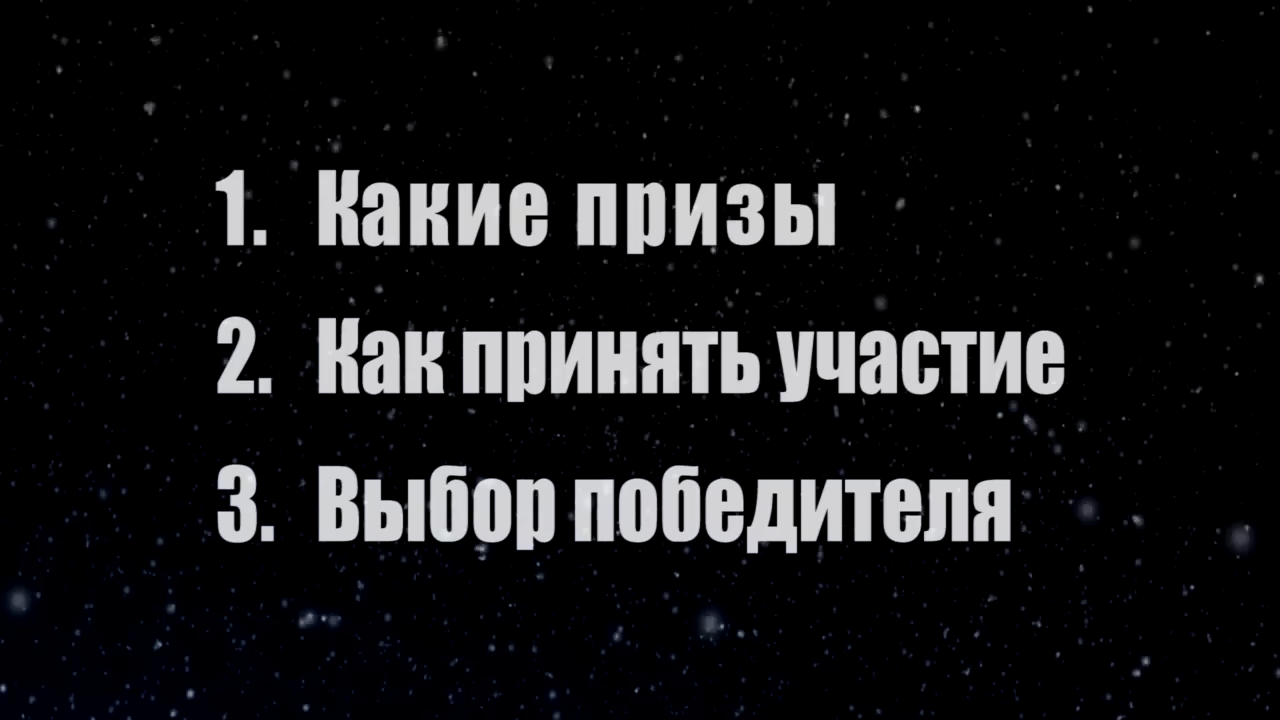 1. Какие призы
2. Как принять участие
3. Выбор победителя